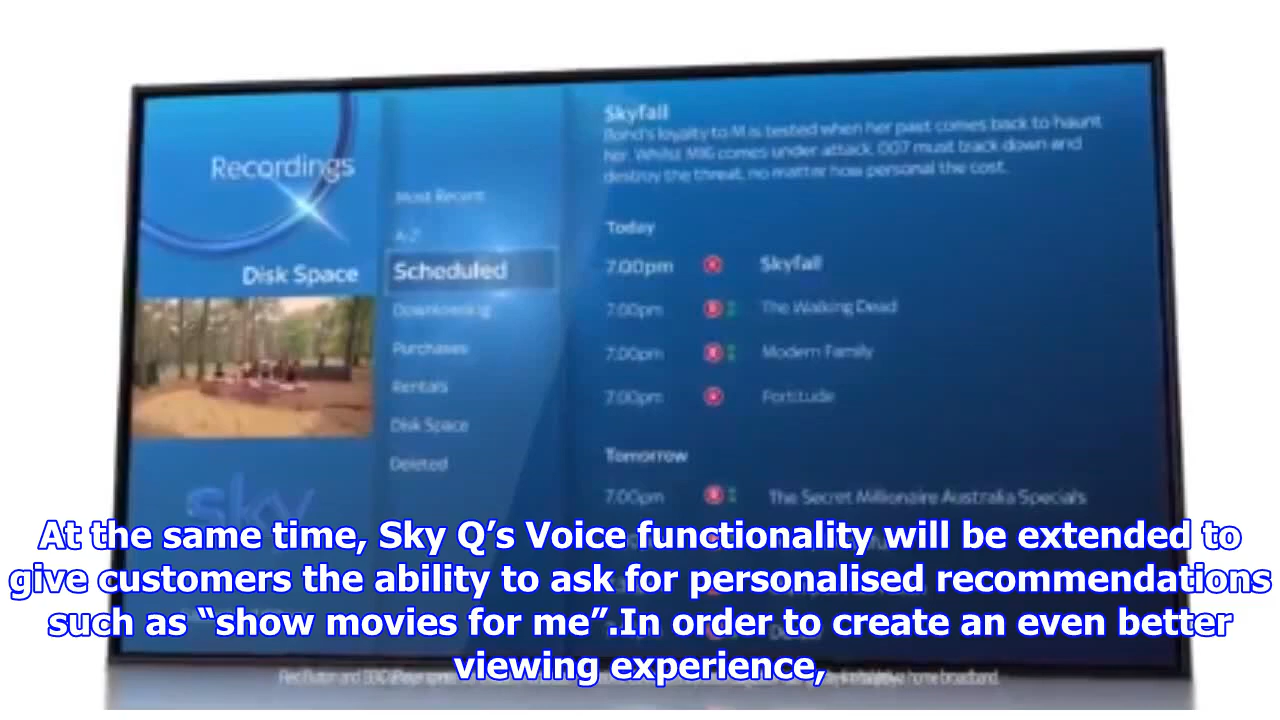 Recordings
Disk Space
sky
Most Recent
A-Z
Scheduled
Downloading
Purchases
Rentals
Disk Space
Deleted
Skyfall
Bond's loyalty to M is tested when her past comes back to haunt
her. Whilst MI6 comes under attack, 007 must track down and
destroy the threat, no matter how personal the cost.
Today
7.00pm R Skyfall
7.00pm R The Walking Dead
7.00pm R Modern Family
7.00pm R Fortitude
Tomorrow
7.00pm R The Secret Millionaire Australia Specials
At the same time, Sky Q’s Voice functionality will be extended to
give customers the ability to ask for personalised recommendations
such as “show movies for me”.In order to create an even better
viewing experience,
home broadband.